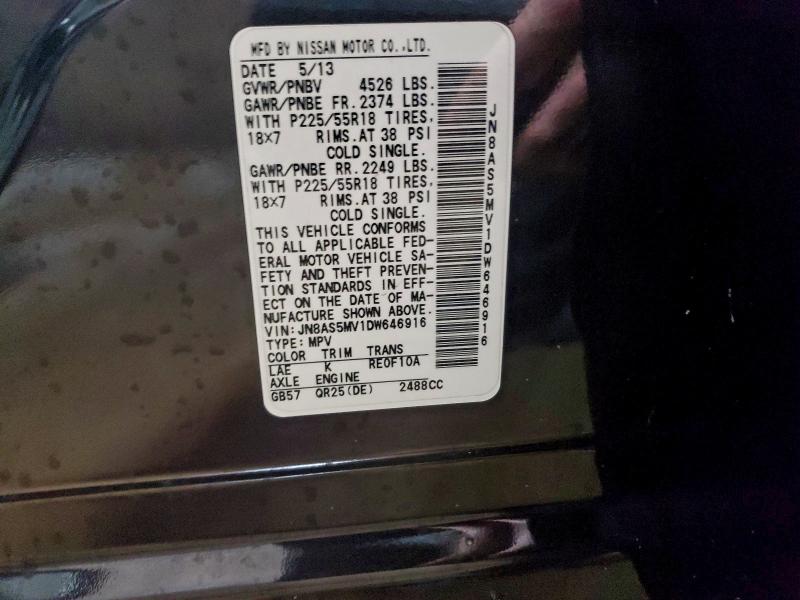 MFD BY NISSAN MOTOR CO.,LTD.
DATE 5/13
GVWR/PNBV 4526 LBS.
GAWR/PNBE FR. 2374 LBS.
WITH P225/55R18 TIRES,
18×7 RIMS.AT 38 PSI
COLD SINGLE.
GAWR/PNBE RR. 2249 LBS.
WITH P225/55R18 TIRES,
18×7 RIMS.AT 38 PSI
COLD SINGLE.
THIS VEHICLE CONFORMS
TO ALL APPLICABLE FED-
ERAL MOTOR VEHICLE SA-
FETY AND THEFT PREVEN-
TION STANDARDS IN EFF-
ECT ON THE DATE OF MA-
NUFACTURE SHOWN ABOVE.
VIN:JN8AS5MV1DW646916
TYPE:MPV
COLOR TRIM TRANS
LAE K RE0F10A
AXLE ENGINE
GB57 QR25(DE) 2488CC
JN8AS5MV1DW646916